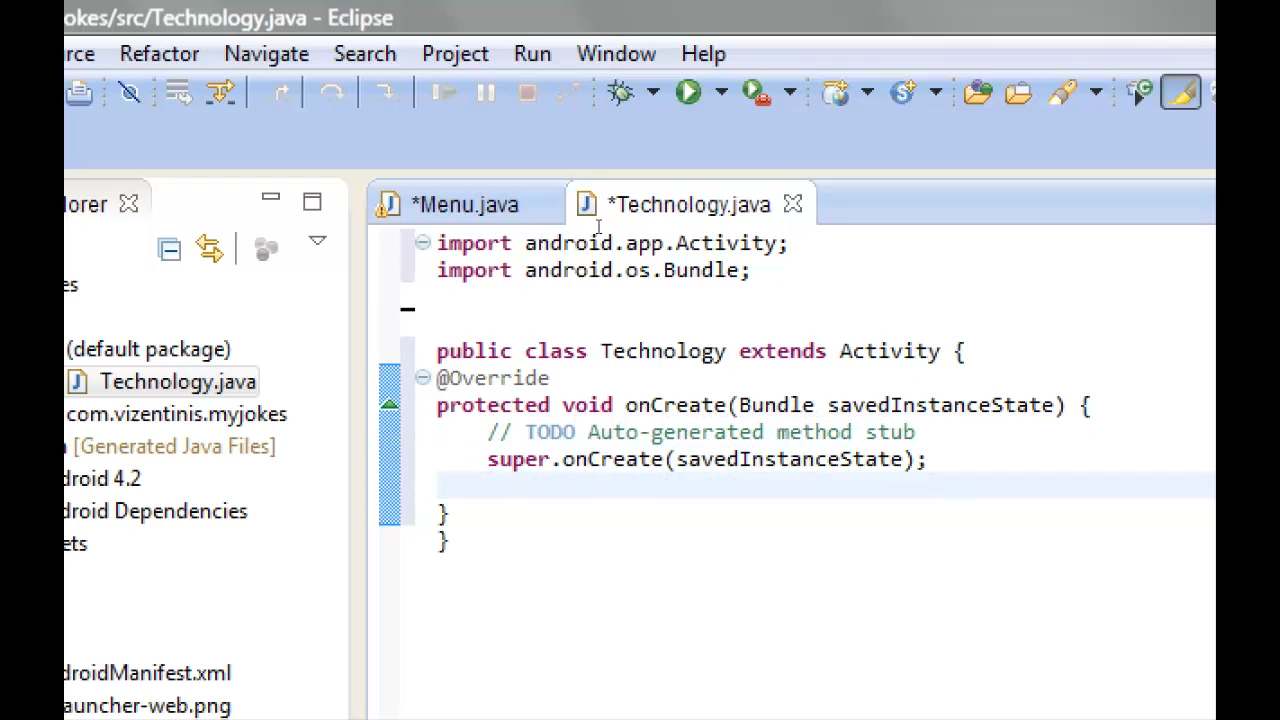 okes/src/Technology.java - Eclipse
rce Refactor Navigate Search Project Run Window Help
lorer
*Menu.java *Technology.java
es
(default package)
Technology.java
com.vizentinis.myjokes
[Generated Java Files]
droid 4.2
droid Dependencies
ets
droidManifest.xml
auncher-web.png
import android.app.Activity;
import android.os.Bundle;
public class Technology extends Activity {
@Override
protected void onCreate(Bundle savedInstanceState) {
// TODO Auto-generated method stub
super.onCreate(savedInstanceState);
}
}